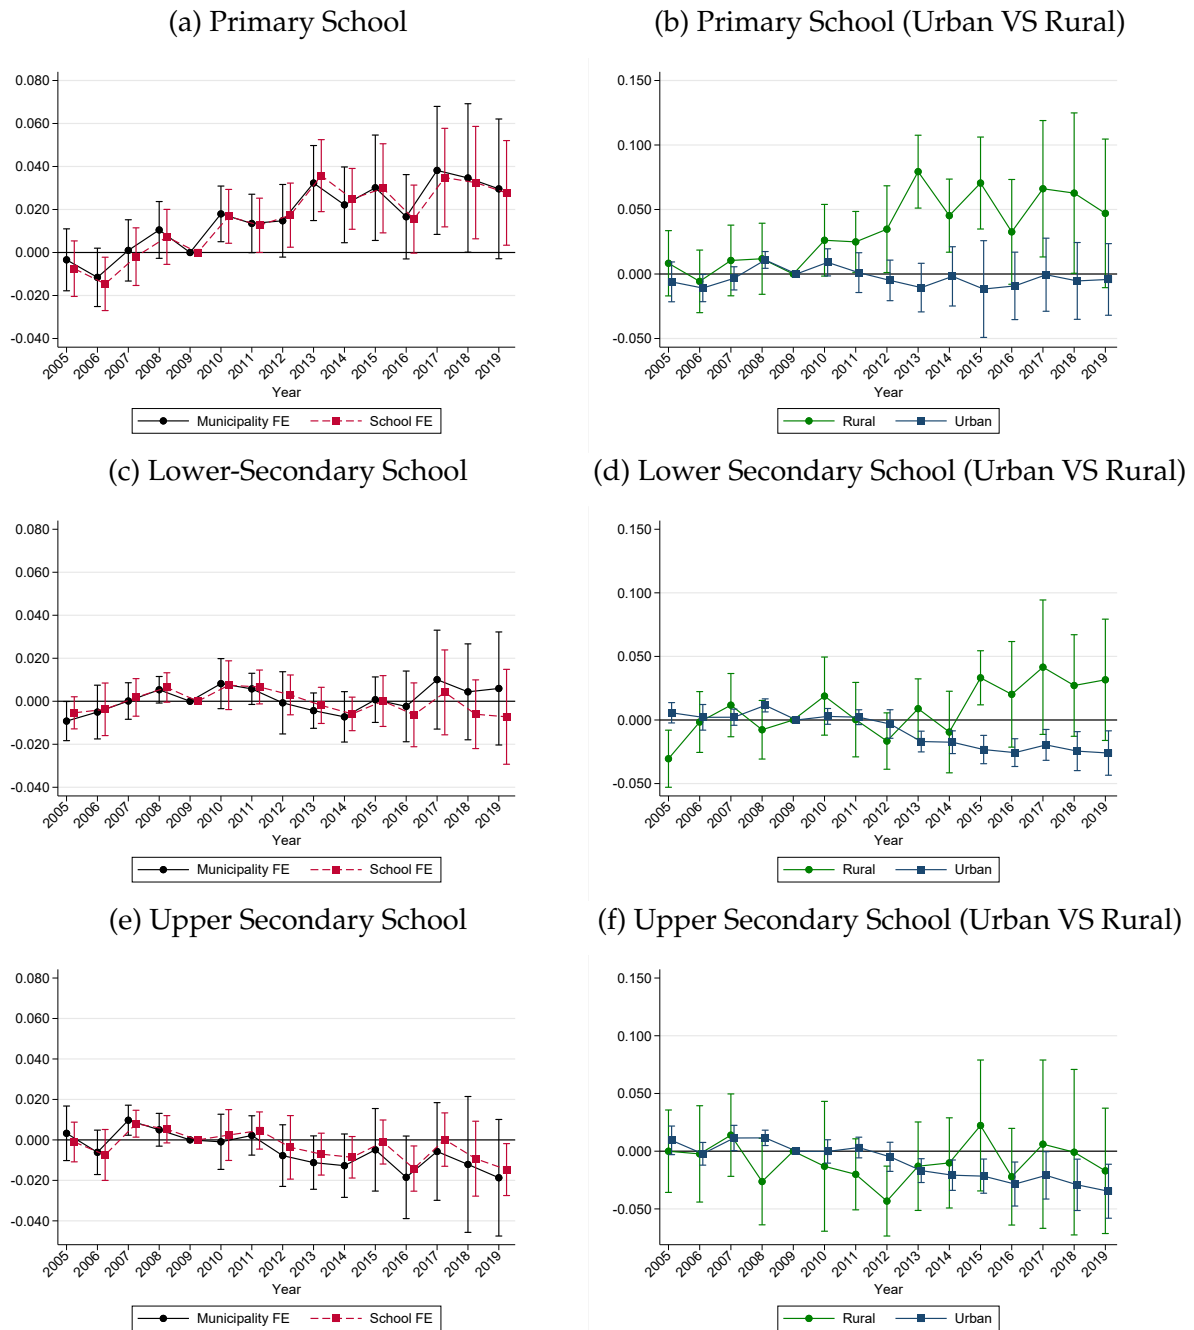 (a) Primary School
0.080
0.060
0.040
0.020
0.000
-0.020
-0.040
2005 2006 2007 2008 2009 2010 2011 2012 2013 2014 2015 2016 2017 2018 2019
Year
Municipality FE School FE
(b) Primary School (Urban VS Rural)
0.150
0.100
0.050
0.000
-0.050
2005 2006 2007 2008 2009 2010 2011 2012 2013 2014 2015 2016 2017 2018 2019
Year
Rural Urban
(c) Lower-Secondary School
0.080
0.060
0.040
0.020
0.000
-0.020
-0.040
2005 2006 2007 2008 2009 2010 2011 2012 2013 2014 2015 2016 2017 2018 2019
Year
Municipality FE School FE
(d) Lower Secondary School (Urban VS Rural)
0.150
0.100
0.050
0.000
-0.050
2005 2006 2007 2008 2009 2010 2011 2012 2013 2014 2015 2016 2017 2018 2019
Year
Rural Urban
(e) Upper Secondary School
0.080
0.060
0.040
0.020
0.000
-0.020
-0.040
2005 2006 2007 2008 2009 2010 2011 2012 2013 2014 2015 2016 2017 2018 2019
Year
Municipality FE School FE
(f) Upper Secondary School (Urban VS Rural)
0.150
0.100
0.050
0.000
-0.050
2005 2006 2007 2008 2009 2010 2011 2012 2013 2014 2015 2016 2017 2018 2019
Year
Rural Urban